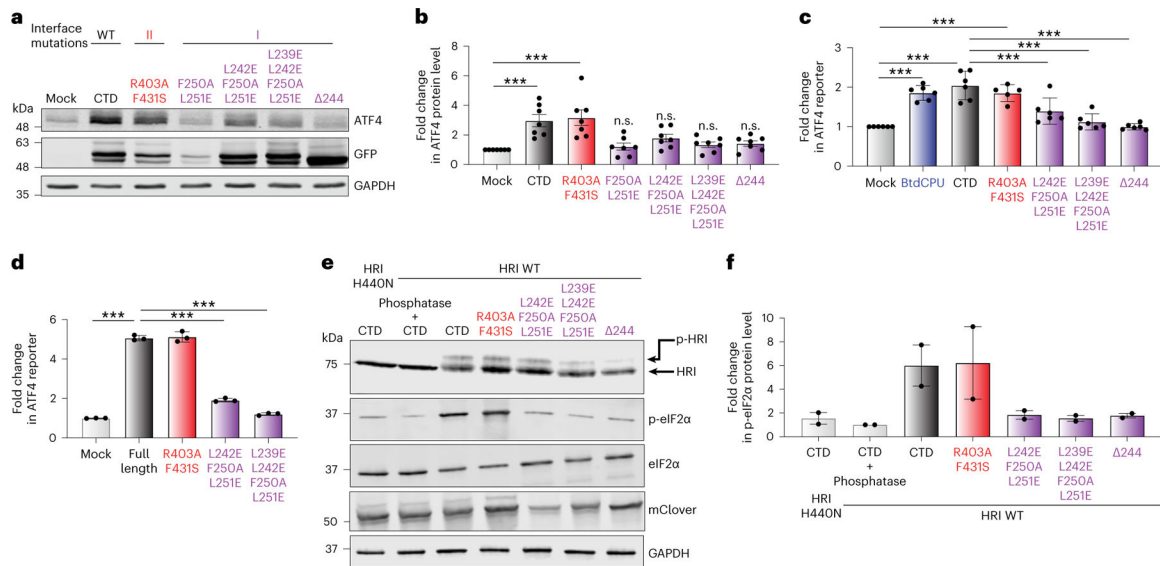 a
Interface mutations WT II I
L239E
L242E L242E
R403A F250A F250A F250A
Mock CTD F431S L251E L251E L251E Δ244
kDa
48
ATF4
63
48
GFP
35
GAPDH
b
Fold change in ATF4 protein level
8
6
4
2
0
***
***
n.s. n.s. n.s. n.s.
Mock CTD R403A F250A L242E L239E Δ244
F431S L251E F250A L242E
L251E F250A
L251E
c
Fold change in ATF4 reporter
3
2
1
0
***
***
***
***
***
***
Mock BtdCPU CTD R403A L242E L239E Δ244
F431S F250A L242E
L251E F250A
L251E
d
Fold change in ATF4 reporter
6
5
4
3
2
1
0
***
***
***
Mock Full R403A L242E L239E
length F431S F250A L242E
L251E F250A
L251E
e
HRI H440N HRI WT
L239E
Phosphatase L242E L242E
+ R403A F250A F250A
CTD CTD CTD F431S L251E L251E Δ244
kDa
75
p-HRI
HRI
37
p-eIF2α
37
eIF2α
50
mClover
37
GAPDH
f
Fold change in p-eIF2α protein level
10
8
6
4
2
0
CTD CTD CTD R403A L242E L239E Δ244
+ F431S F250A L242E
Phosphatase L251E F250A
L251E
HRI H440N HRI WT